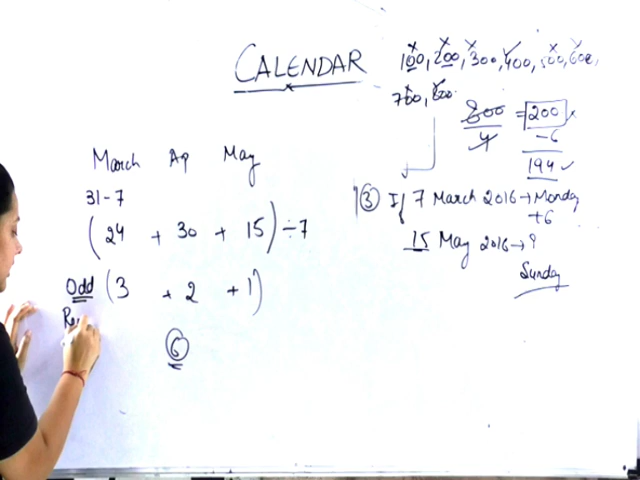 CALENDAR
100, 200, 300, 400, 500, 600,
700, 800
800/4 = 200
-6
194
March Ap May
31-7
(24 + 30 + 15) ÷ 7
Odd (3 + 2 + 1)
6
3 If 7 March 2016 → Monday
+6
15 May 2016 → ?
Sunday